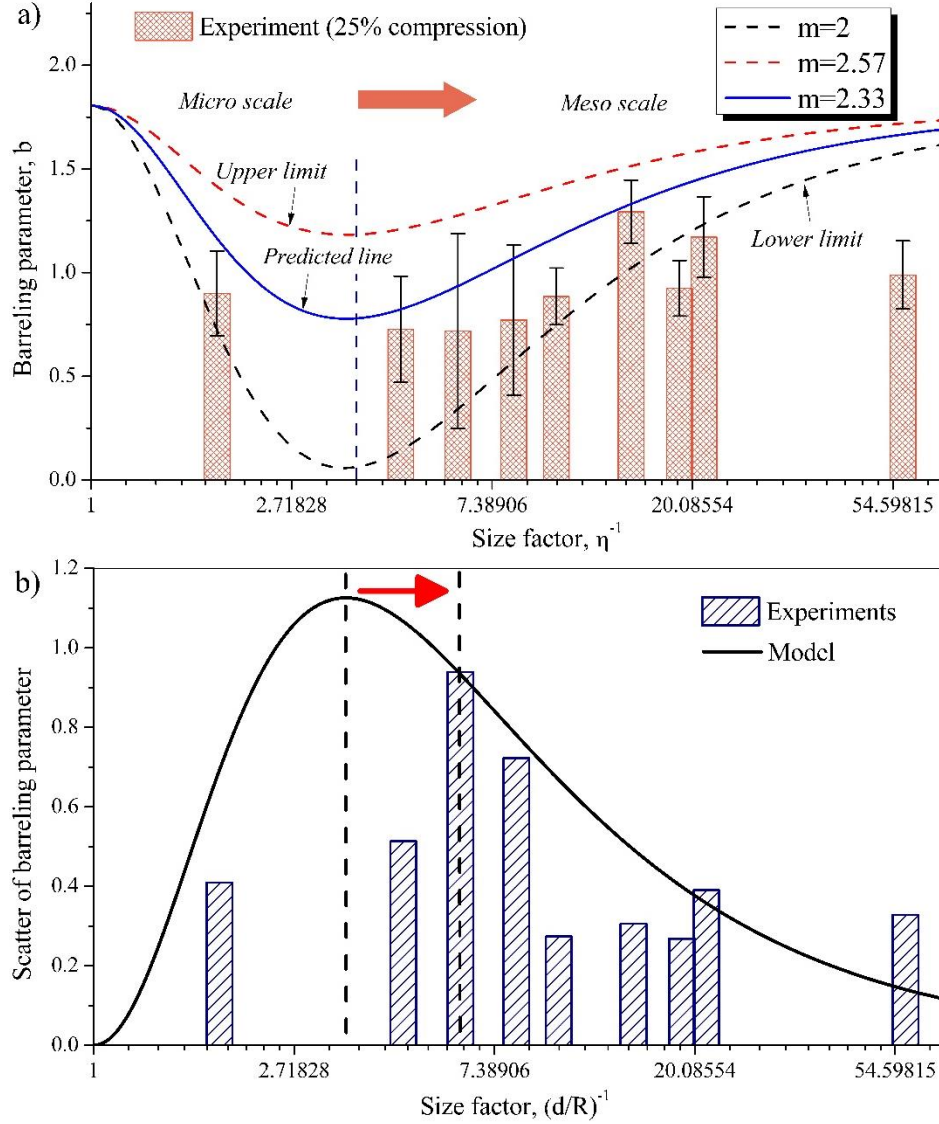 a)
Experiment (25% compression)
m=2
m=2.57
m=2.33
2.0
1.5
1.0
0.5
0.0
Barreling parameter, b
Micro scale
Meso scale
Upper limit
Predicted line
Lower limit
1
2.71828
7.38906
20.08554
54.59815
Size factor, η⁻¹
b)
1.2
1.0
0.8
0.6
0.4
0.2
0.0
Scatter of barreling parameter
Experiments
Model
1
2.71828
7.38906
20.08554
54.59815
Size factor, (d/R)⁻¹